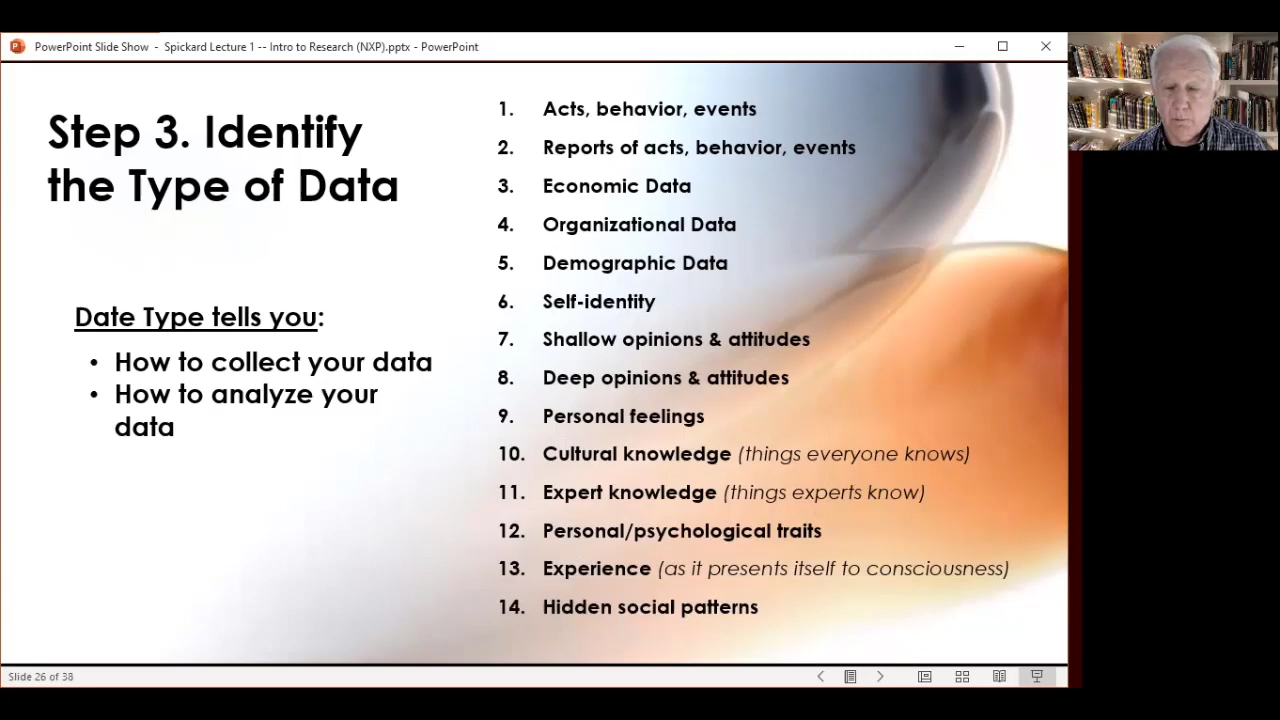 PowerPoint Slide Show - Spickard Lecture 1 -- Intro to Research (NXP).pptx - PowerPoint
Step 3. Identify
the Type of Data
Date Type tells you:
• How to collect your data
• How to analyze your
data
1. Acts, behavior, events
2. Reports of acts, behavior, events
3. Economic Data
4. Organizational Data
5. Demographic Data
6. Self-identity
7. Shallow opinions & attitudes
8. Deep opinions & attitudes
9. Personal feelings
10. Cultural knowledge (things everyone knows)
11. Expert knowledge (things experts know)
12. Personal/psychological traits
13. Experience (as it presents itself to consciousness)
14. Hidden social patterns
Slide 26 of 38